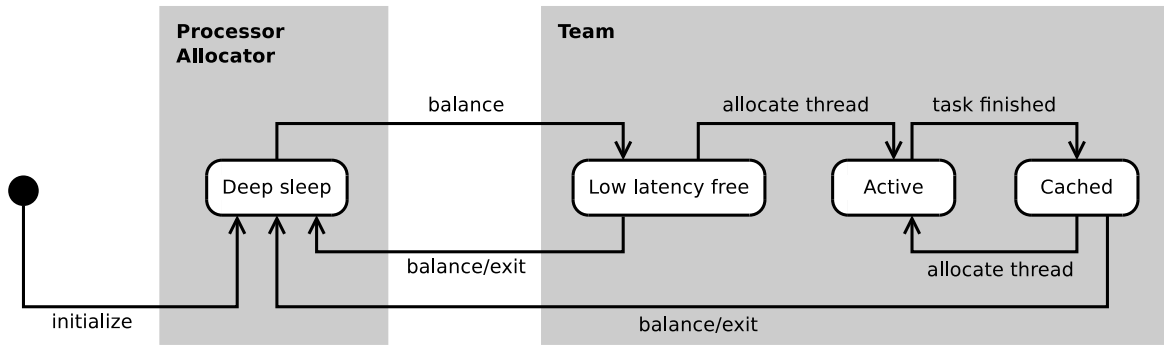 Processor
Allocator
Team
balance
allocate thread
task finished
Deep sleep
Low latency free
Active
Cached
balance/exit
allocate thread
initialize
balance/exit